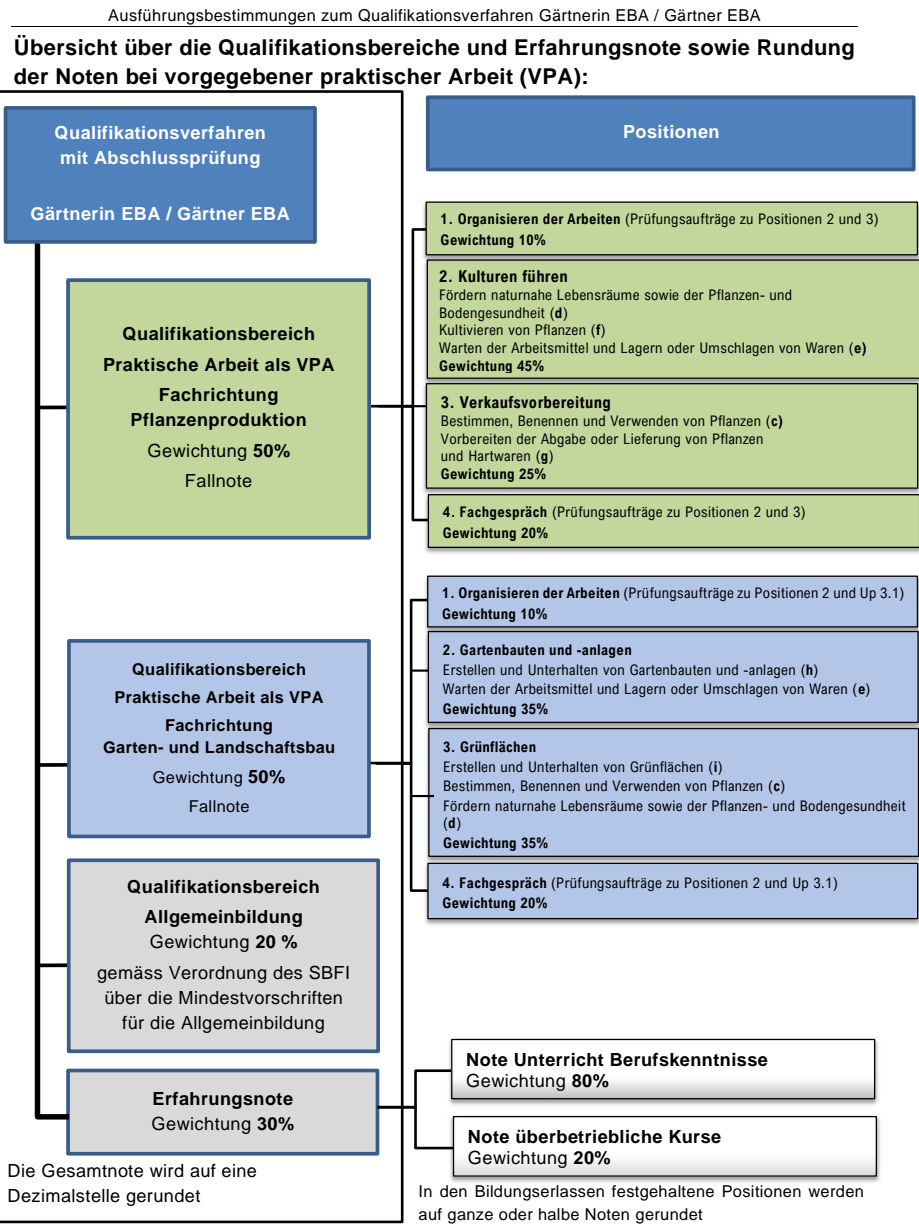 Ausführungsbestimmungen zum Qualifikationsverfahren Gärtnerin EBA / Gärtner EBA
Übersicht über die Qualifikationsbereiche und Erfahrungsnote sowie Rundung
der Noten bei vorgegebener praktischer Arbeit (VPA):
Qualifikationsverfahren
mit Abschlussprüfung
Gärtnerin EBA / Gärtner EBA
Positionen
Qualifikationsbereich
Praktische Arbeit als VPA
Fachrichtung
Pflanzenproduktion
Gewichtung 50%
Fallnote
1. Organisieren der Arbeiten (Prüfungsaufträge zu Positionen 2 und 3)
Gewichtung 10%
2. Kulturen führen
Fördern naturnahe Lebensräume sowie der Pflanzen- und
Bodengesundheit (d)
Kultivieren von Pflanzen (f)
Warten der Arbeitsmittel und Lagern oder Umschlagen von Waren (e)
Gewichtung 45%
3. Verkaufsvorbereitung
Bestimmen, Benennen und Verwenden von Pflanzen (c)
Vorbereiten der Abgabe oder Lieferung von Pflanzen
und Hartwaren (g)
Gewichtung 25%
4. Fachgespräch (Prüfungsaufträge zu Positionen 2 und 3)
Gewichtung 20%
Qualifikationsbereich
Praktische Arbeit als VPA
Fachrichtung
Garten- und Landschaftsbau
Gewichtung 50%
Fallnote
1. Organisieren der Arbeiten (Prüfungsaufträge zu Positionen 2 und Up 3.1)
Gewichtung 10%
2. Gartenbauten und -anlagen
Erstellen und Unterhalten von Gartenbauten und -anlagen (h)
Warten der Arbeitsmittel und Lagern oder Umschlagen von Waren (e)
Gewichtung 35%
3. Grünflächen
Erstellen und Unterhalten von Grünflächen (i)
Bestimmen, Benennen und Verwenden von Pflanzen (c)
Fördern naturnahe Lebensräume sowie der Pflanzen- und Bodengesundheit
(d)
Gewichtung 35%
4. Fachgespräch (Prüfungsaufträge zu Positionen 2 und Up 3.1)
Gewichtung 20%
Qualifikationsbereich
Allgemeinbildung
Gewichtung 20 %
gemäss Verordnung des SBFI
über die Mindestvorschriften
für die Allgemeinbildung
Erfahrungsnote
Gewichtung 30%
Note Unterricht Berufskenntnisse
Gewichtung 80%
Note überbetriebliche Kurse
Gewichtung 20%
Die Gesamtnote wird auf eine
Dezimalstelle gerundet
In den Bildungserlassen festgehaltene Positionen werden
auf ganze oder halbe Noten gerundet